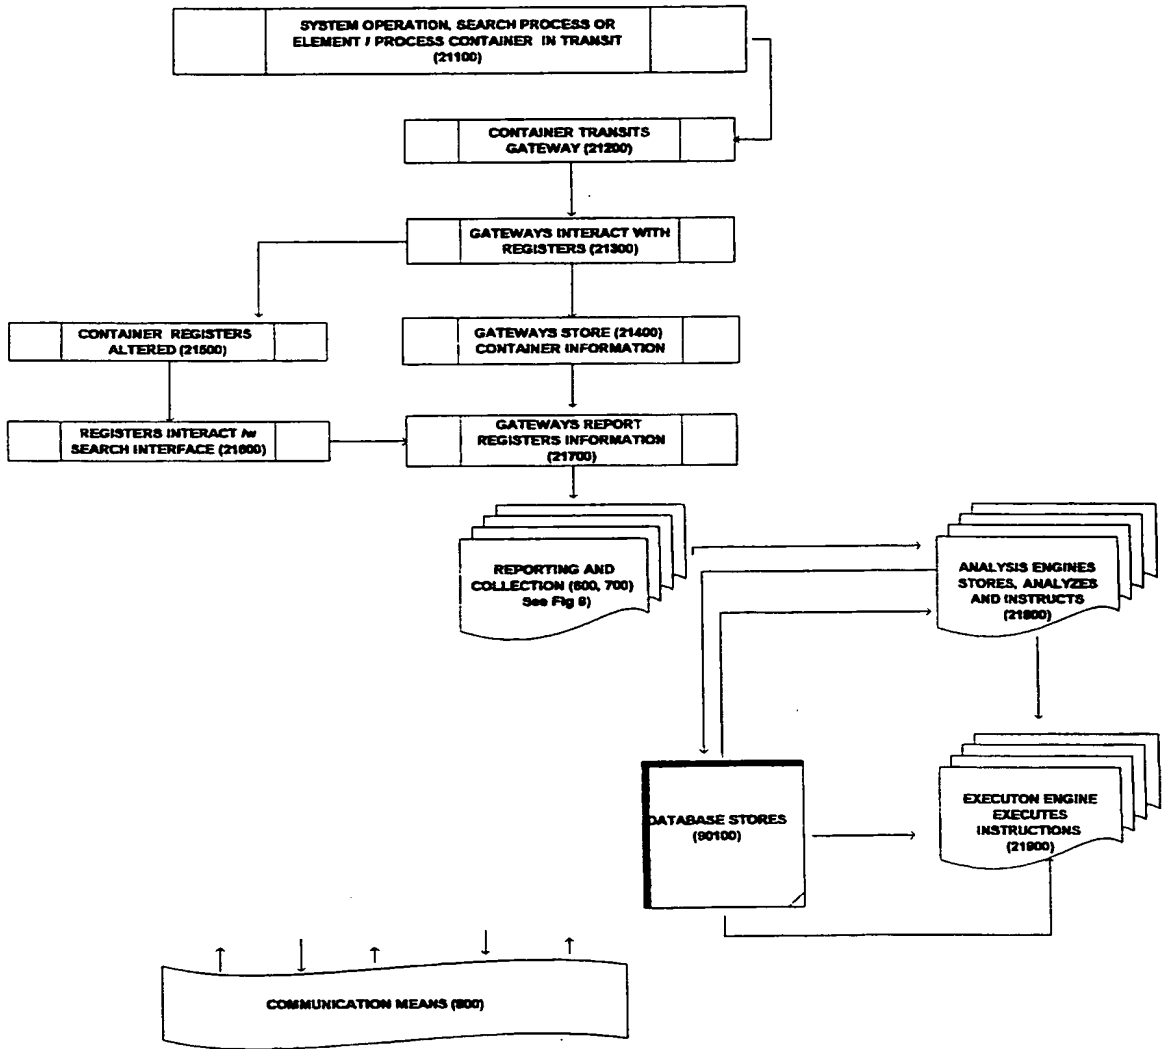 SYSTEM OPERATION, SEARCH PROCESS OR
ELEMENT / PROCESS CONTAINER IN TRANSIT
(21100)
CONTAINER TRANSITS
GATEWAY (21200)
GATEWAYS INTERACT WITH
REGISTERS (21300)
CONTAINER REGISTERS
ALTERED (21500)
GATEWAYS STORE (21400)
CONTAINER INFORMATION
REGISTERS INTERACT /w
SEARCH INTERFACE (21600)
GATEWAYS REPORT
REGISTERS INFORMATION
(21700)
REPORTING AND
COLLECTION (600, 700)
See Fig 9)
ANALYSIS ENGINES
STORES, ANALYZES
AND INSTRUCTS
(21800)
DATABASE STORES
(90100)
EXECUTON ENGINE
EXECUTES
INSTRUCTIONS
(21900)
COMMUNICATION MEANS (800)